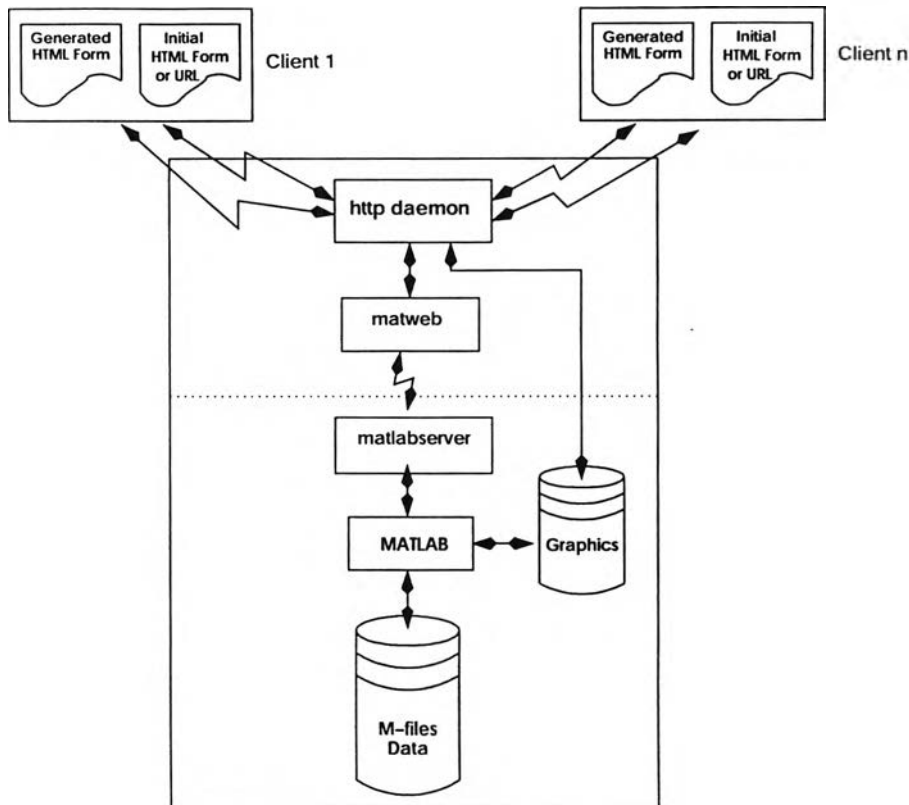 Generated
HTML Form
Initial
HTML Form
or URL
Client 1
Generated
HTML Form
Initial
HTML Form
or URL
Client n
http daemon
matweb
matlabserver
MATLAB
Graphics
M-files
Data